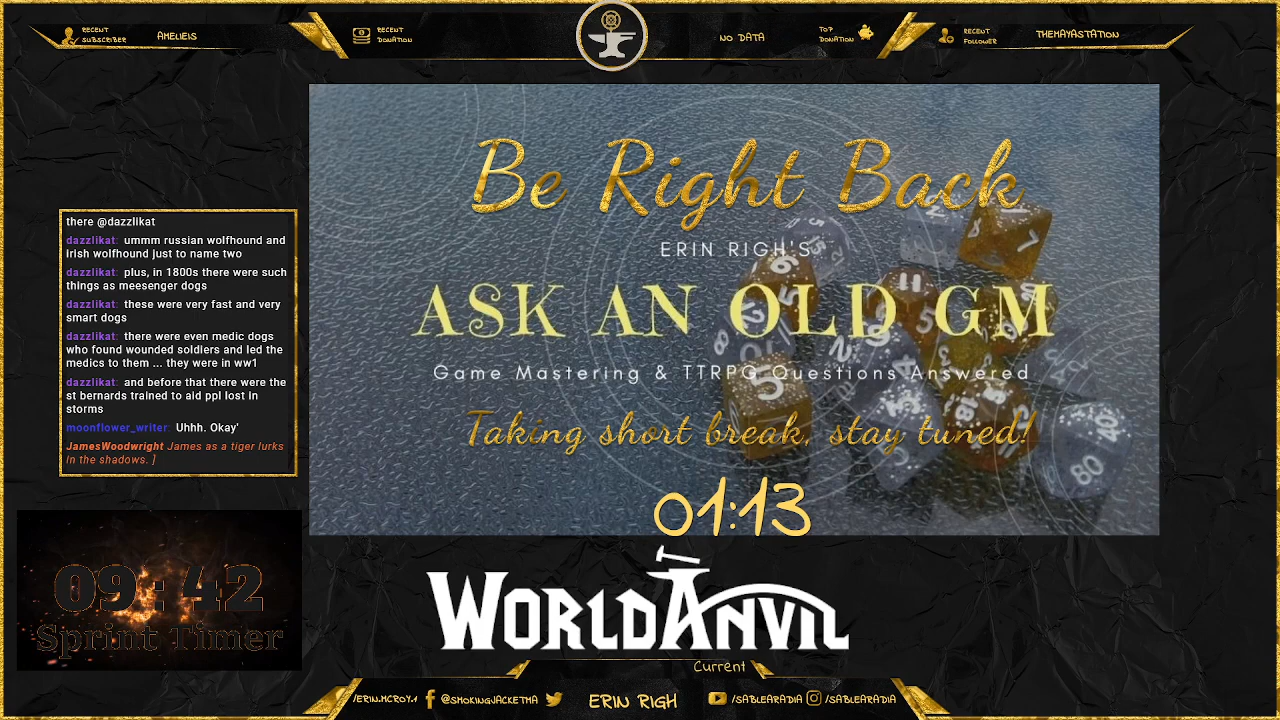 RECENT
SUBSCRIBER
AMELIEIS
RECENT
DONATION
NO DATA
TOP
DONATION
RECENT
FOLLOWER
THEMAYASTATION
Be Right Back
ERIN RIGH'S
ASK AN OLD GM
Game Mastering & TTRPG Questions Answered
Taking short break, stay tuned!
01:13
there @dazzlikat
dazzlikat: ummm russian wolfhound and
irish wolfhound just to name two
dazzlikat: plus, in 1800s there were such
things as meesenger dogs
dazzlikat: these were very fast and very
smart dogs
dazzlikat: there were even medic dogs
who found wounded soldiers and led the
medics to them ... they were in ww1
dazzlikat: and before that there were the
st bernards trained to aid ppl lost in
storms
moonflower_writer: Uhhh. Okay'
JamesWoodwright James as a tiger lurks
in the shadows. ]
09:42
Sprint Timer
WORLDANVIL
Current
/ERIN.MCROY.1
@SMOKINGJACKETMA
ERIN RIGH
/SABLEARADIA
/SABLEARADIA